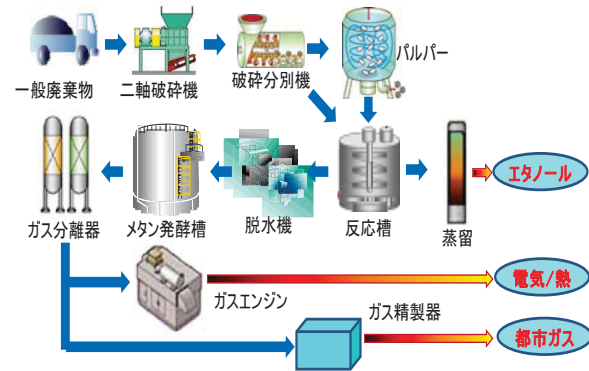 一般廃棄物
二軸破砕機
破砕分別機
パルパー
ガス分離器
メタン発酵槽
脱水機
反応槽
蒸留
エタノール
ガスエンジン
電気/熱
ガス精製器
都市ガス